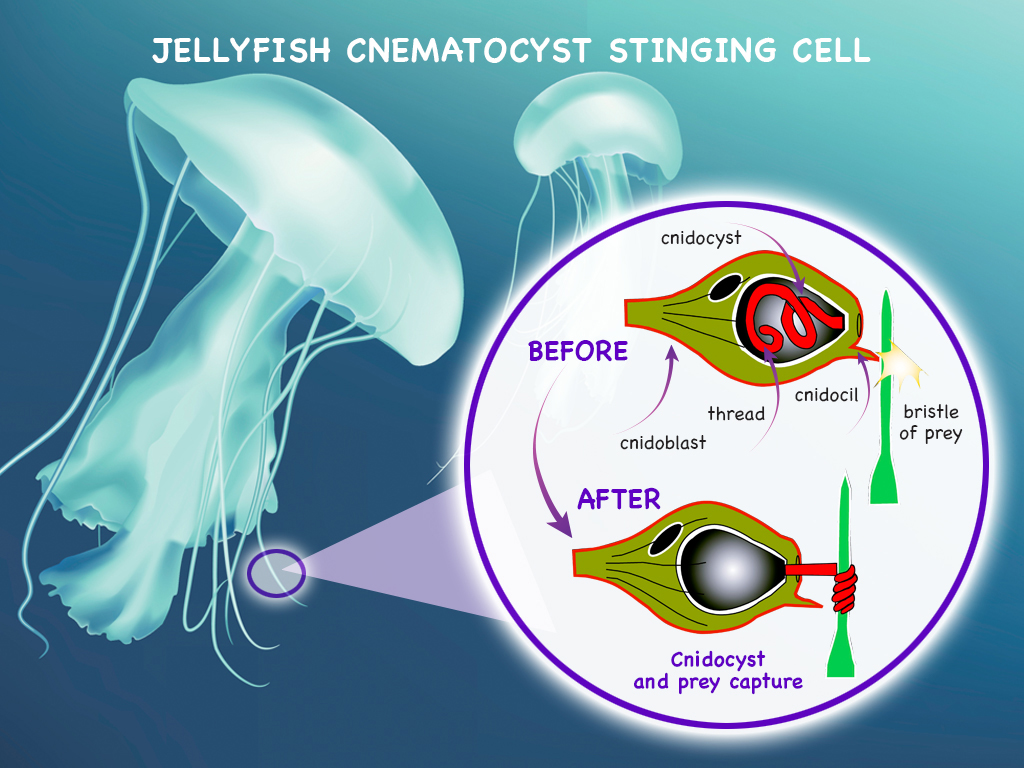 JELLYFISH CNEMATOCYST STINGING CELL
cnidocyst
BEFORE
cnidocil
thread
bristle
of prey
cnidoblast
AFTER
Cnidocyst
and prey capture